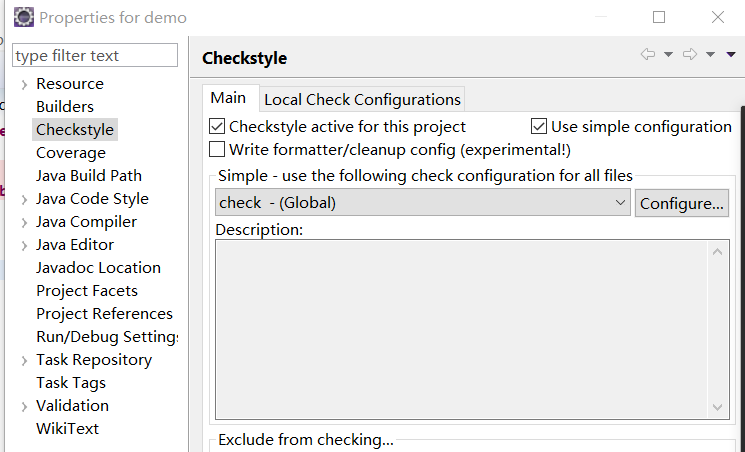 Properties for demo
type filter text
Resource
Builders
Checkstyle
Coverage
Java Build Path
Java Code Style
Java Compiler
Java Editor
Javadoc Location
Project Facets
Project References
Run/Debug Settings
Task Repository
Task Tags
Validation
WikiText
Checkstyle
Main
Local Check Configurations
Checkstyle active for this project
Use simple configuration
Write formatter/cleanup config (experimental!)
Simple - use the following check configuration for all files
check - (Global)
Configure...
Description:
Exclude from checking...